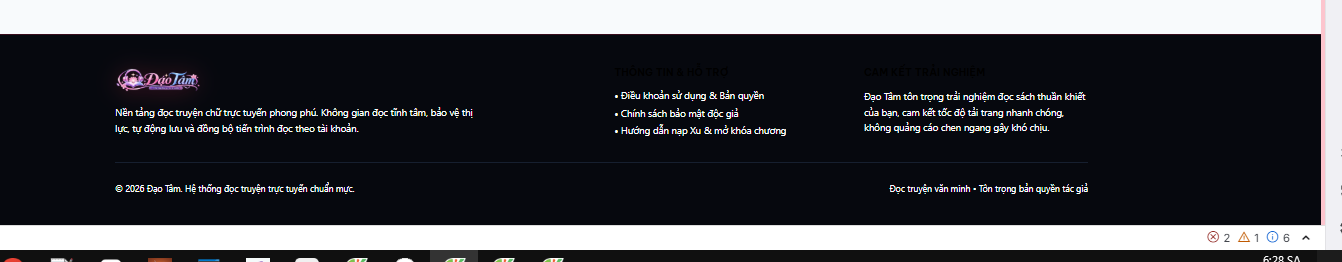 Đạo Tâm
THÔNG TIN & HỖ TRỢ
CAM KẾT TRẢI NGHIỆM
Nền tảng đọc truyện chữ trực tuyến phong phú. Không gian đọc tĩnh tâm, bảo vệ thị
lực, tự động lưu và đồng bộ tiến trình đọc theo tài khoản.
• Điều khoản sử dụng & Bản quyền
• Chính sách bảo mật độc giả
• Hướng dẫn nạp Xu & mở khóa chương
Đạo Tâm tôn trọng trải nghiệm đọc sách thuần khiết
của bạn, cam kết tốc độ tải trang nhanh chóng,
không quảng cáo chen ngang gây khó chịu.
© 2026 Đạo Tâm. Hệ thống đọc truyện trực tuyến chuẩn mực.
Đọc truyện văn minh • Tôn trọng bản quyền tác giả
2 1 6
6:28 SA